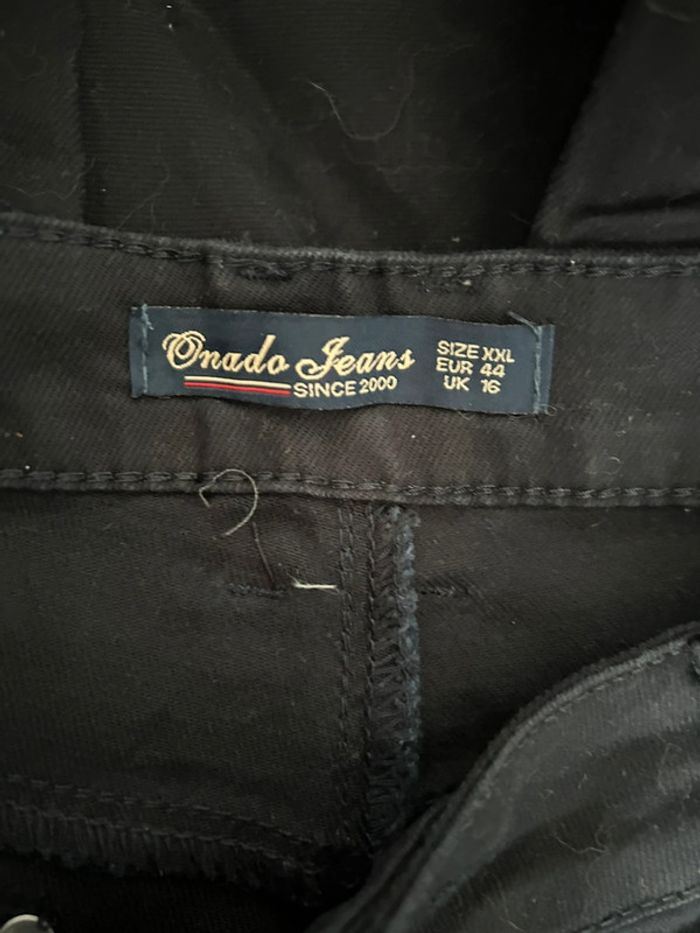 Onado Jeans
SINCE 2000
SIZE XXL
EUR 44
UK 16